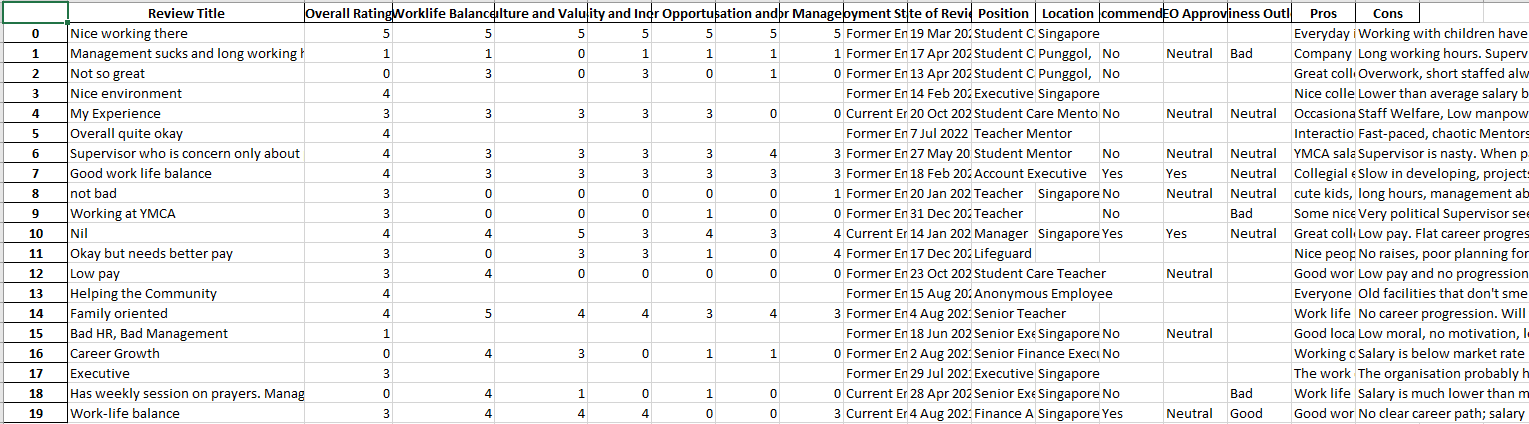 Review Title Overall Rating Worklife Balance ulture and Valu ity and Inc er Opportu sation and or Manage oyment St te of Revie Position Location commend EO Approv iness Outl Pros Cons
0 Nice working there 5 5 5 5 5 5 5 Former En 19 Mar 202 Student C Singapore Everyday i Working with children have
1 Management sucks and long working h 1 1 0 1 1 1 1 Former En 17 Apr 202 Student C Punggol, No Neutral Bad Company Long working hours. Superv
2 Not so great 0 3 0 3 0 1 0 Former En 13 Apr 202 Student C Punggol, No Great coll Overwork, short staffed alw
3 Nice environment 4 Former En 14 Feb 202 Executive Singapore Nice colle Lower than average salary b
4 My Experience 3 3 3 3 3 0 0 Current Er 20 Oct 202 Student Care Mento No Neutral Neutral Occasiona Staff Welfare, Low manpow
5 Overall quite okay 4 Former En 7 Jul 2022 Teacher Mentor Interactio Fast-paced, chaotic Mentors
6 Supervisor who is concern only about 4 3 3 3 3 4 3 Former En 27 May 20 Student Mentor No Neutral Neutral YMCA sala Supervisor is nasty. When p
7 Good work life balance 4 3 3 3 3 3 3 Former En 18 Feb 202 Account Executive Yes Yes Neutral Collegial e Slow in developing, projects
8 not bad 3 0 0 0 0 0 1 Former En 20 Jan 202 Teacher Singapore No Neutral Neutral cute kids, long hours, management ab
9 Working at YMCA 3 0 0 0 1 0 0 Former En 31 Dec 202 Teacher No Bad Some nice Very political Supervisor see
10 Nil 4 4 5 3 4 3 4 Current Er 14 Jan 202 Manager Singapore Yes Yes Neutral Great coll Low pay. Flat career progres
11 Okay but needs better pay 3 0 3 3 1 0 4 Former En 17 Dec 202 Lifeguard Nice peop No raises, poor planning for
12 Low pay 3 4 0 0 0 0 0 Former En 23 Oct 202 Student Care Teacher Neutral Good wor Low pay and no progression
13 Helping the Community 4 Former En 15 Aug 202 Anonymous Employee Everyone Old facilities that don't sme
14 Family oriented 4 5 4 4 3 4 3 Former En 4 Aug 202: Senior Teacher Work life No career progression. Will
15 Bad HR, Bad Management 1 Former En 18 Jun 202 Senior Exe Singapore No Neutral Good loca Low moral, no motivation, lo
16 Career Growth 0 4 3 0 1 1 0 Former En 2 Aug 202: Senior Finance Execu No Working c Salary is below market rate
17 Executive 3 Former En 29 Jul 202: Executive Singapore The work The organisation probably h
18 Has weekly session on prayers. Manag 0 4 1 0 1 0 0 Current Er 28 Apr 202 Senior Exe Singapore No Bad Work life Salary is much lower than m
19 Work-life balance 3 4 4 4 0 0 3 Current Er 4 Aug 202: Finance A Singapore Yes Neutral Good Good wor No clear career path; salary